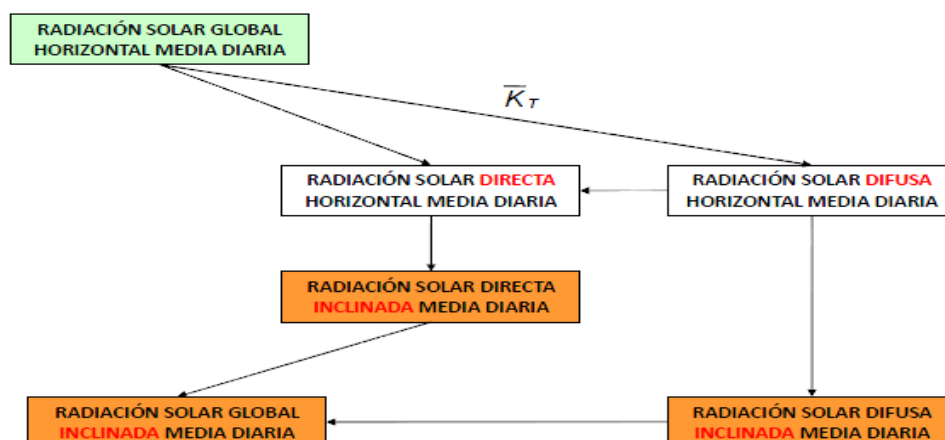 RADIACIÓN SOLAR GLOBAL
HORIZONTAL MEDIA DIARIA
K̅_T
RADIACIÓN SOLAR DIRECTA
HORIZONTAL MEDIA DIARIA
RADIACIÓN SOLAR DIFUSA
HORIZONTAL MEDIA DIARIA
RADIACIÓN SOLAR DIRECTA
INCLINADA MEDIA DIARIA
RADIACIÓN SOLAR GLOBAL
INCLINADA MEDIA DIARIA
RADIACIÓN SOLAR DIFUSA
INCLINADA MEDIA DIARIA